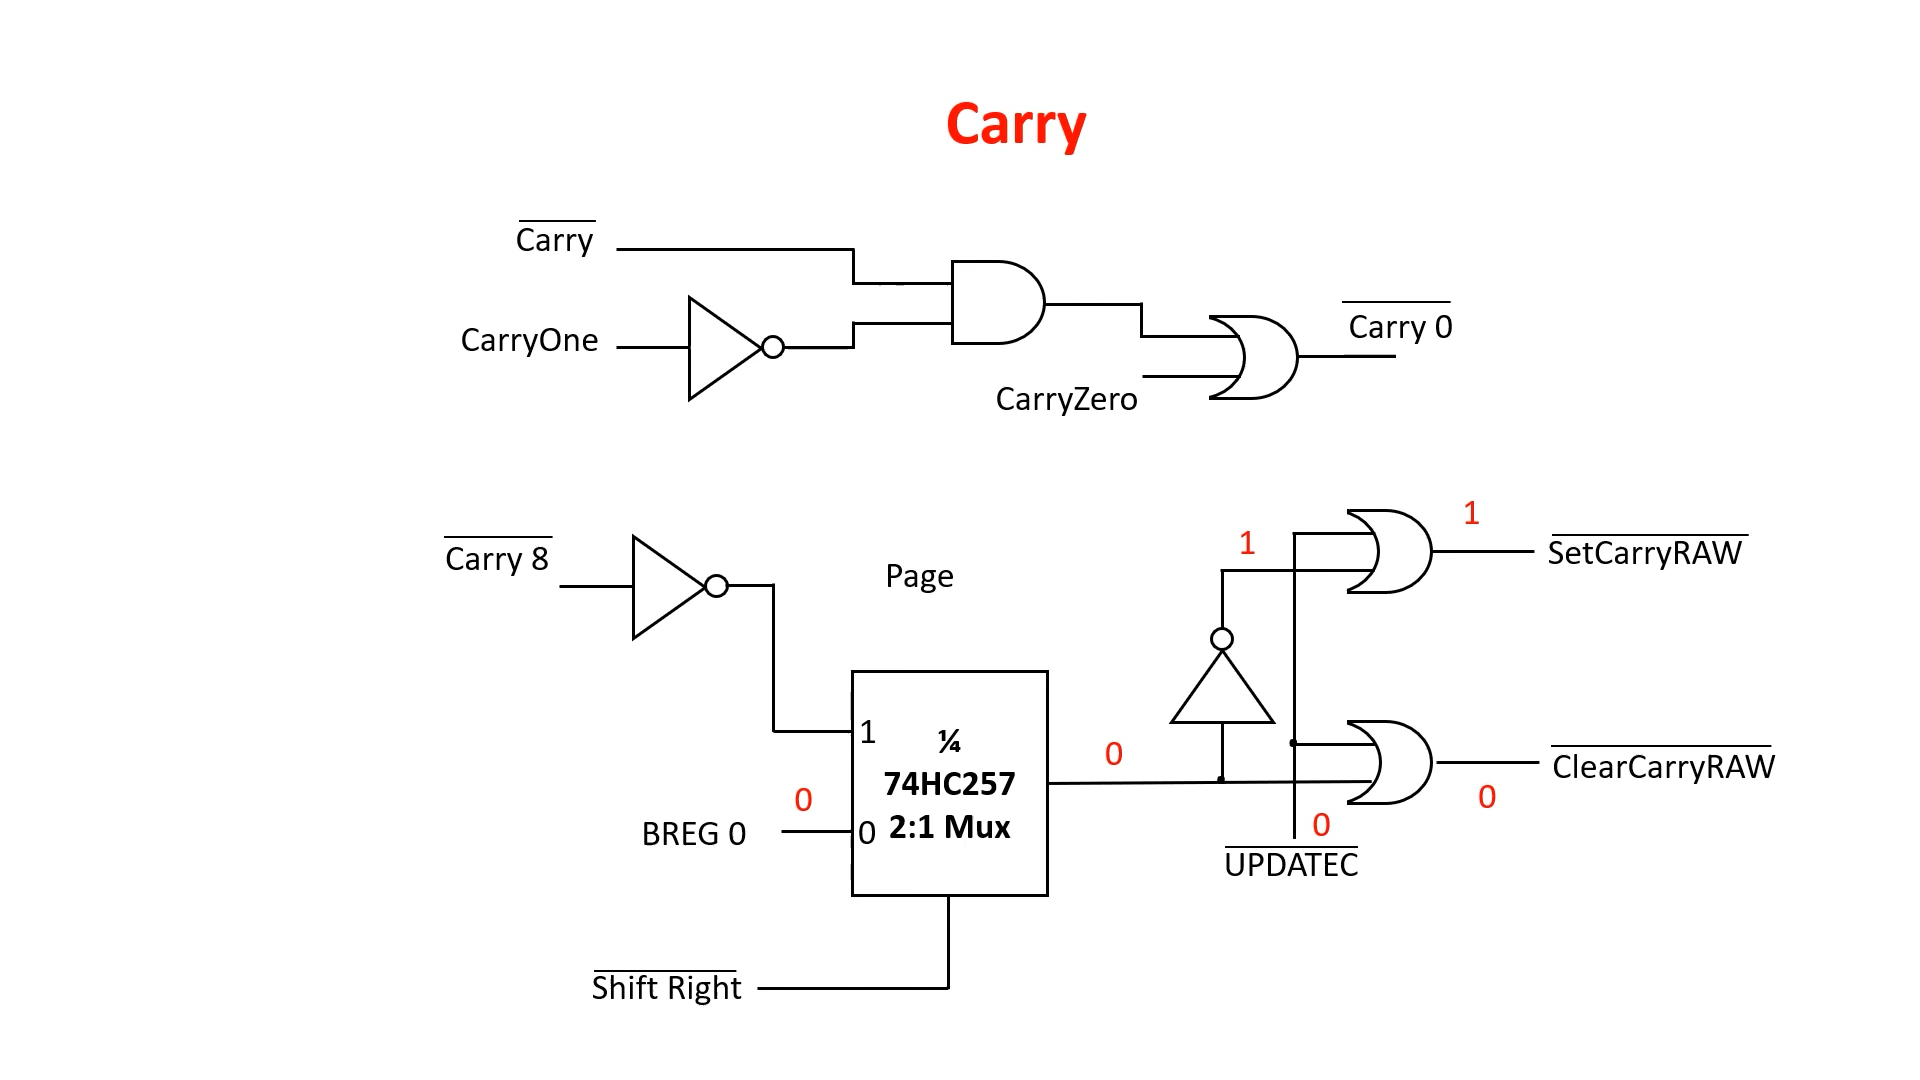 Carry
Carry
CarryOne
Carry 0
CarryZero
1
1
Carry 8
SetCarryRAW
Page
1
¼
74HC257
2:1 Mux
0
0
0
BREG 0
ClearCarryRAW
0
0
UPDATEC
Shift Right